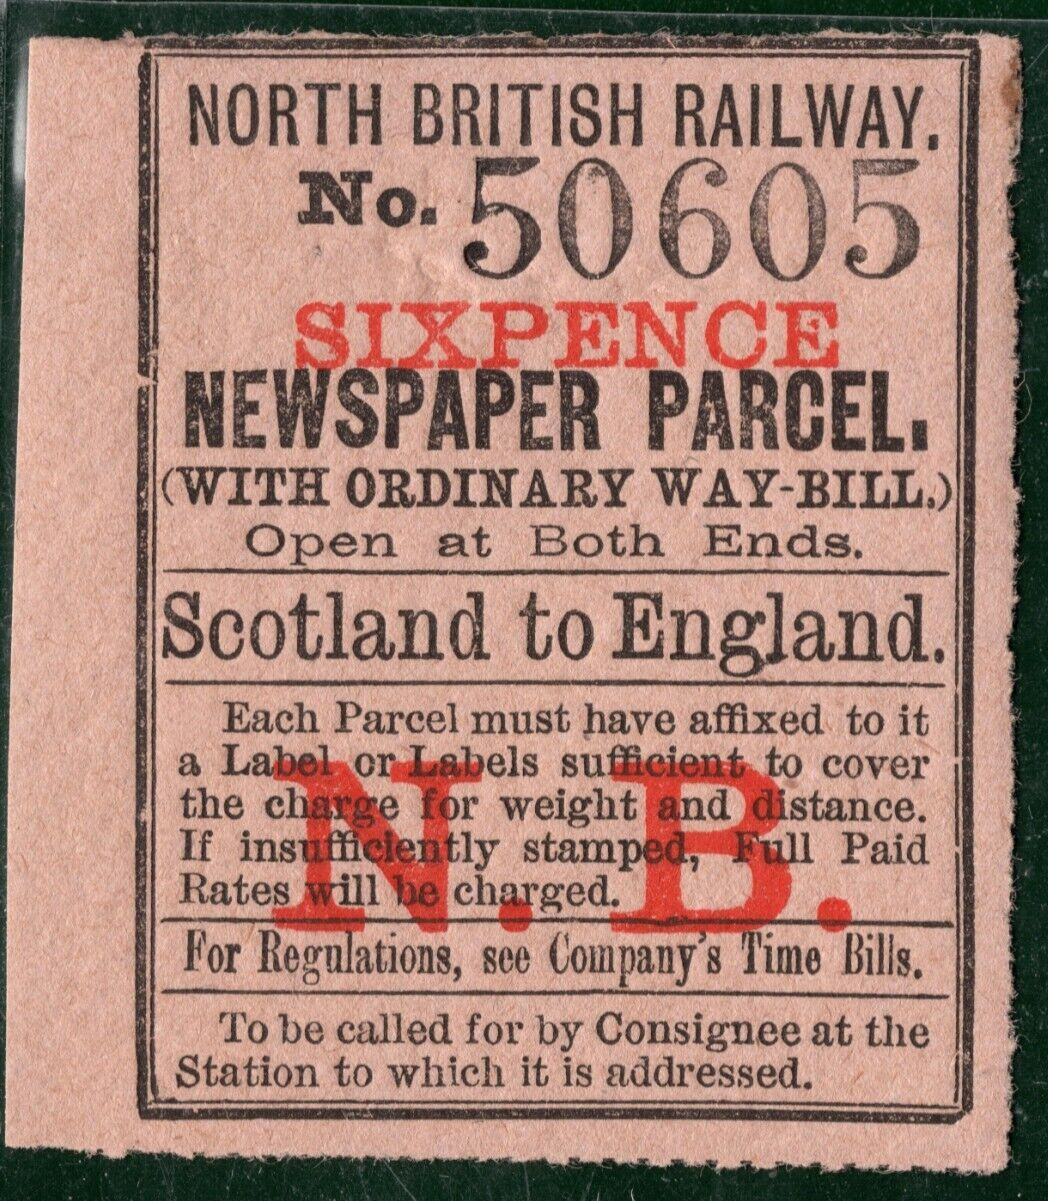 NORTH BRITISH RAILWAY.
No. 50605
SIXPENCE
NEWSPAPER PARCEL.
(WITH ORDINARY WAY-BILL.)
Open at Both Ends.
Scotland to England.
Each Parcel must have affixed to it
a Label or Labels sufficient to cover
the charge for weight and distance.
If insufficiently stamped, Full Paid
Rates will be charged.
N. B.
For Regulations, see Company's Time Bills.
To be called for by Consignee at the
Station to which it is addressed.